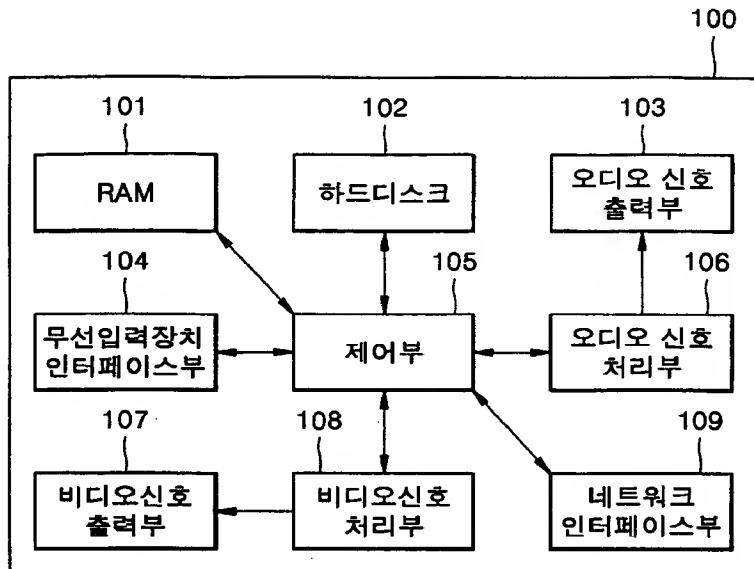 100
101
102
103
RAM
하드디스크
오디오 신호
출력부
104
105
106
무선입력장치
인터페이스부
제어부
오디오 신호
처리부
107
108
109
비디오신호
출력부
비디오신호
처리부
네트워크
인터페이스부